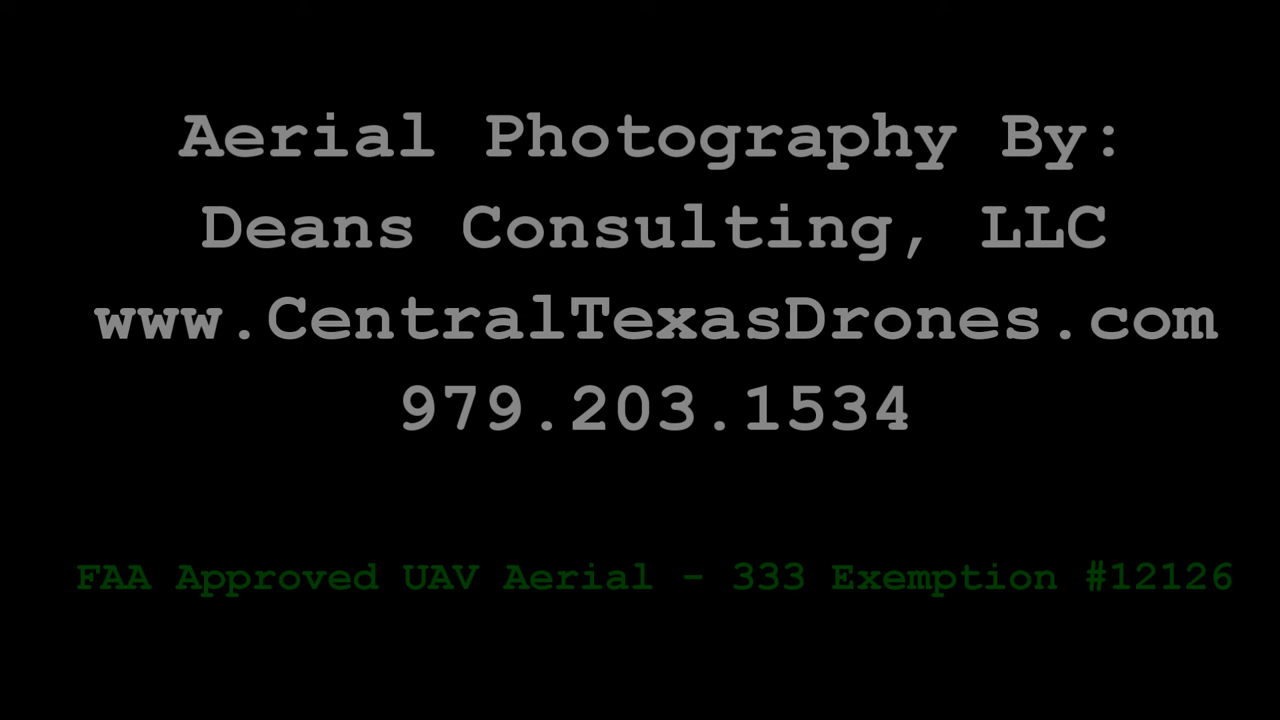 Aerial Photography By:
Deans Consulting, LLC
www.CentralTexasDrones.com
979.203.1534
FAA Approved UAV Aerial - 333 Exemption #12126